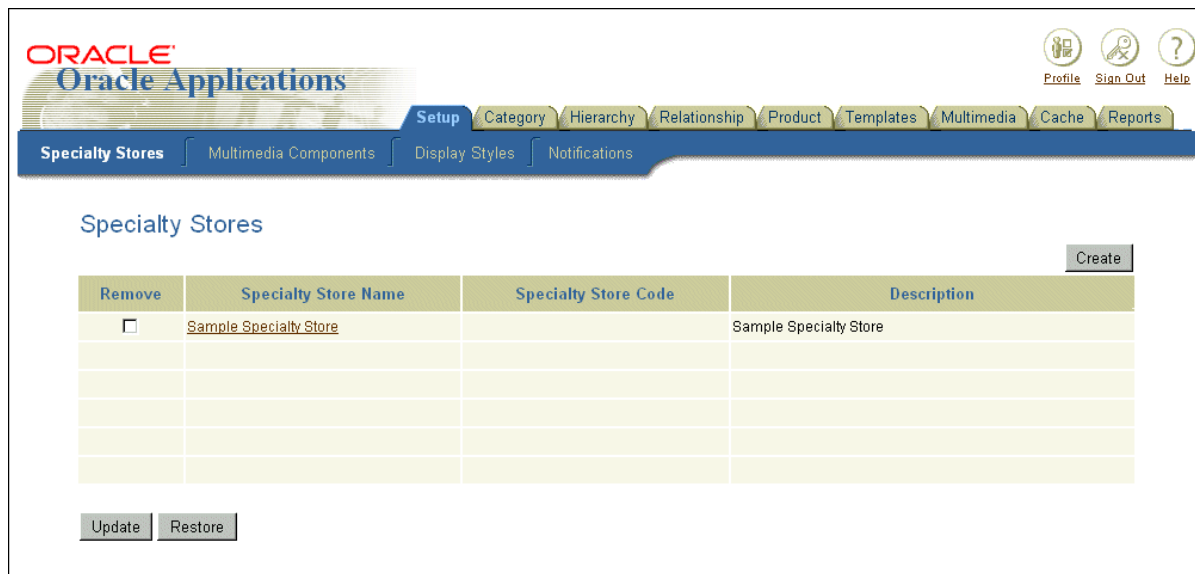 ORACLE
Oracle Applications
?
Profile Sign Out Help
Setup Category Hierarchy Relationship Product Templates Multimedia Cache Reports
Specialty Stores Multimedia Components Display Styles Notifications
Specialty Stores
Create
Remove Specialty Store Name Specialty Store Code Description
Sample Specialty Store Sample Specialty Store
Update Restore